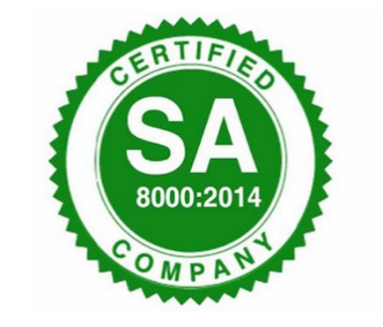 CERTIFIED
SA
8000:2014
COMPANY